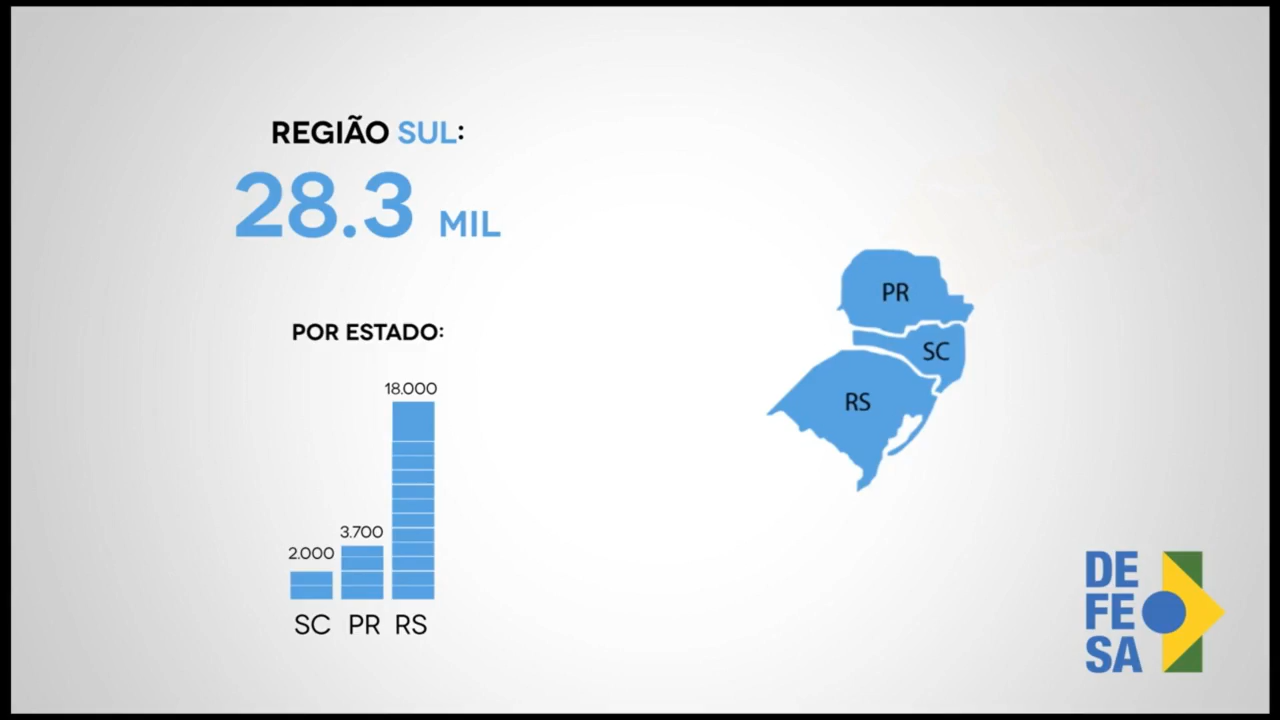 REGIÃO SUL:
28.3 MIL
POR ESTADO:
18.000
3.700
2.000
SC PR RS
PR
SC
RS
DE
FE
SA